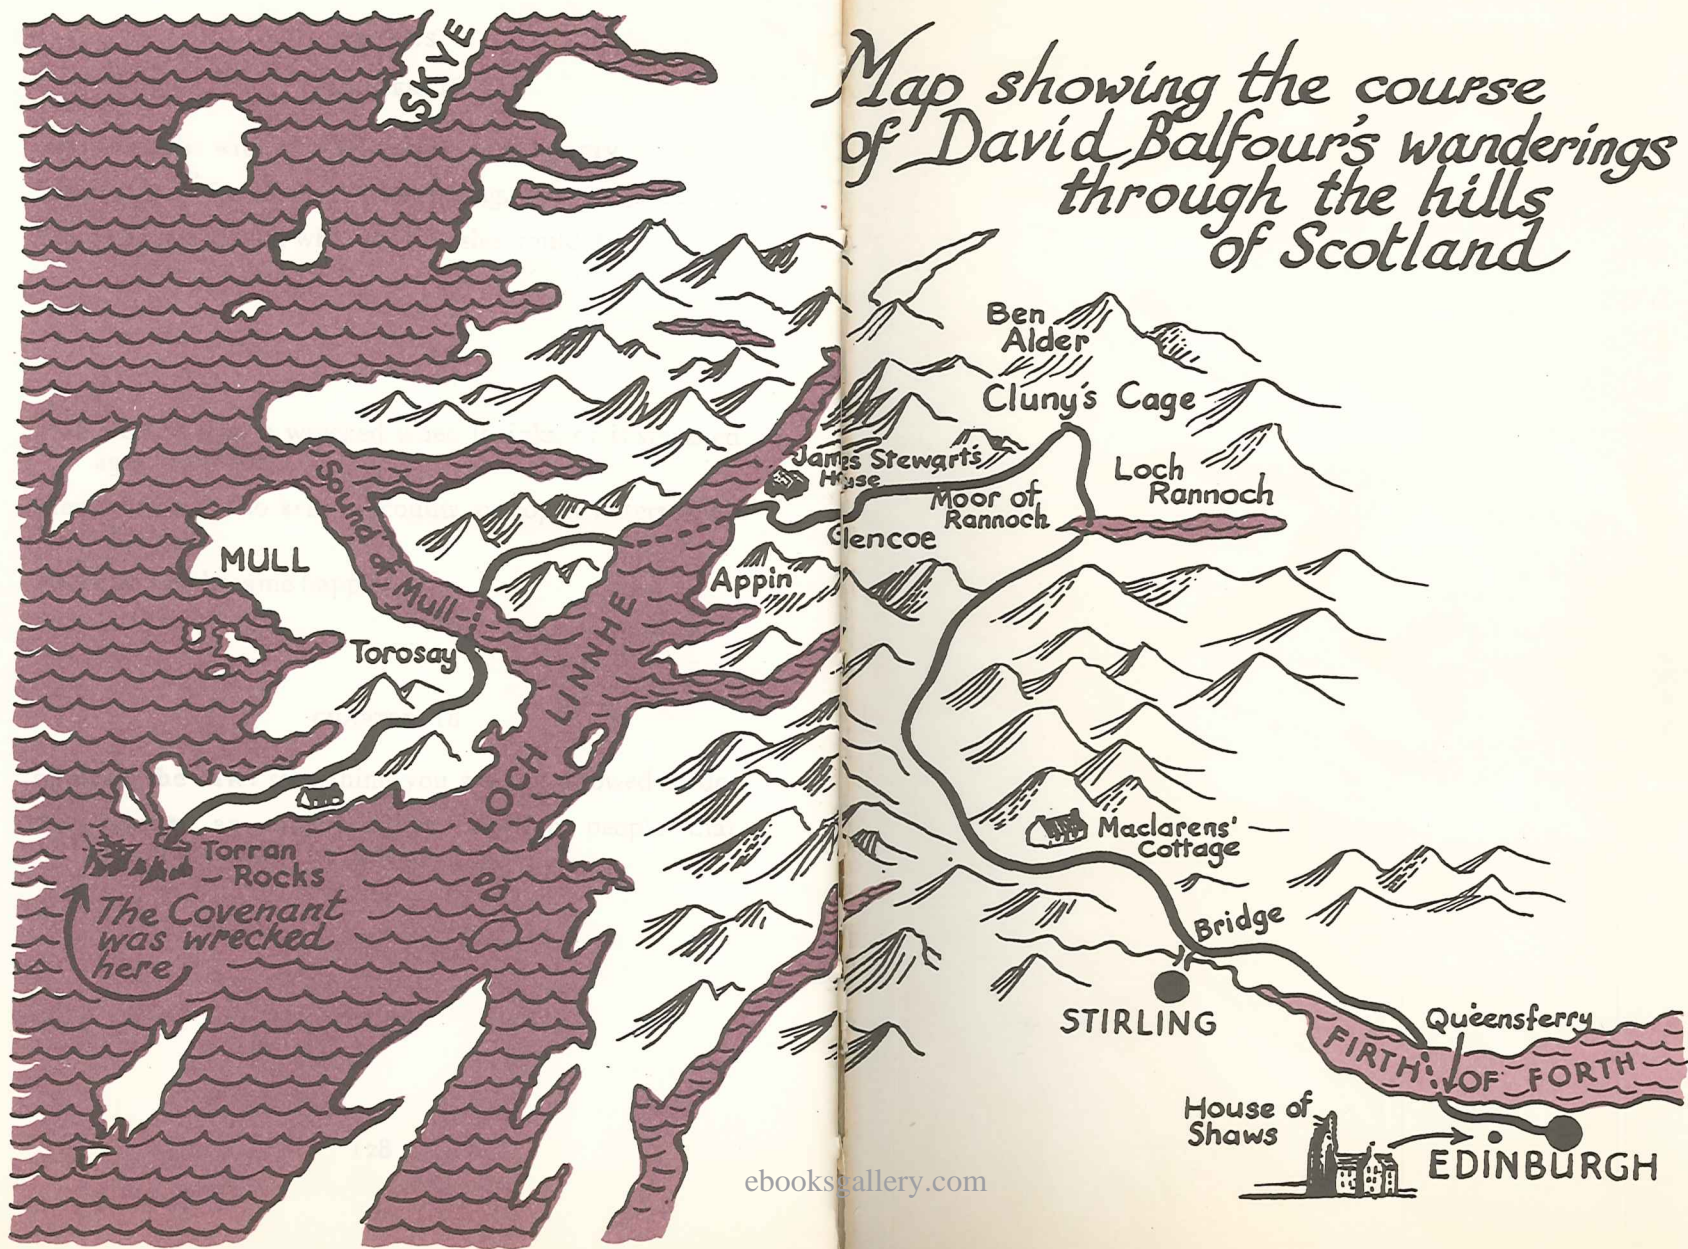 Map showing the course
of David Balfour's wanderings
through the hills
of Scotland
SKYE
Ben
Alder
Cluny's Cage
James Stewart's
House
Loch
Rannoch
Moor of
Rannoch
Glencoe
Sound of Mull
MULL
Appin
Torosay
LOCH LINNHE
Torran
Rocks
The Covenant
was wrecked
here
Maclarens'
Cottage
Bridge
STIRLING
Queensferry
FIRTH OF FORTH
House of
Shaws
EDINBURGH
ebooksgallery.com